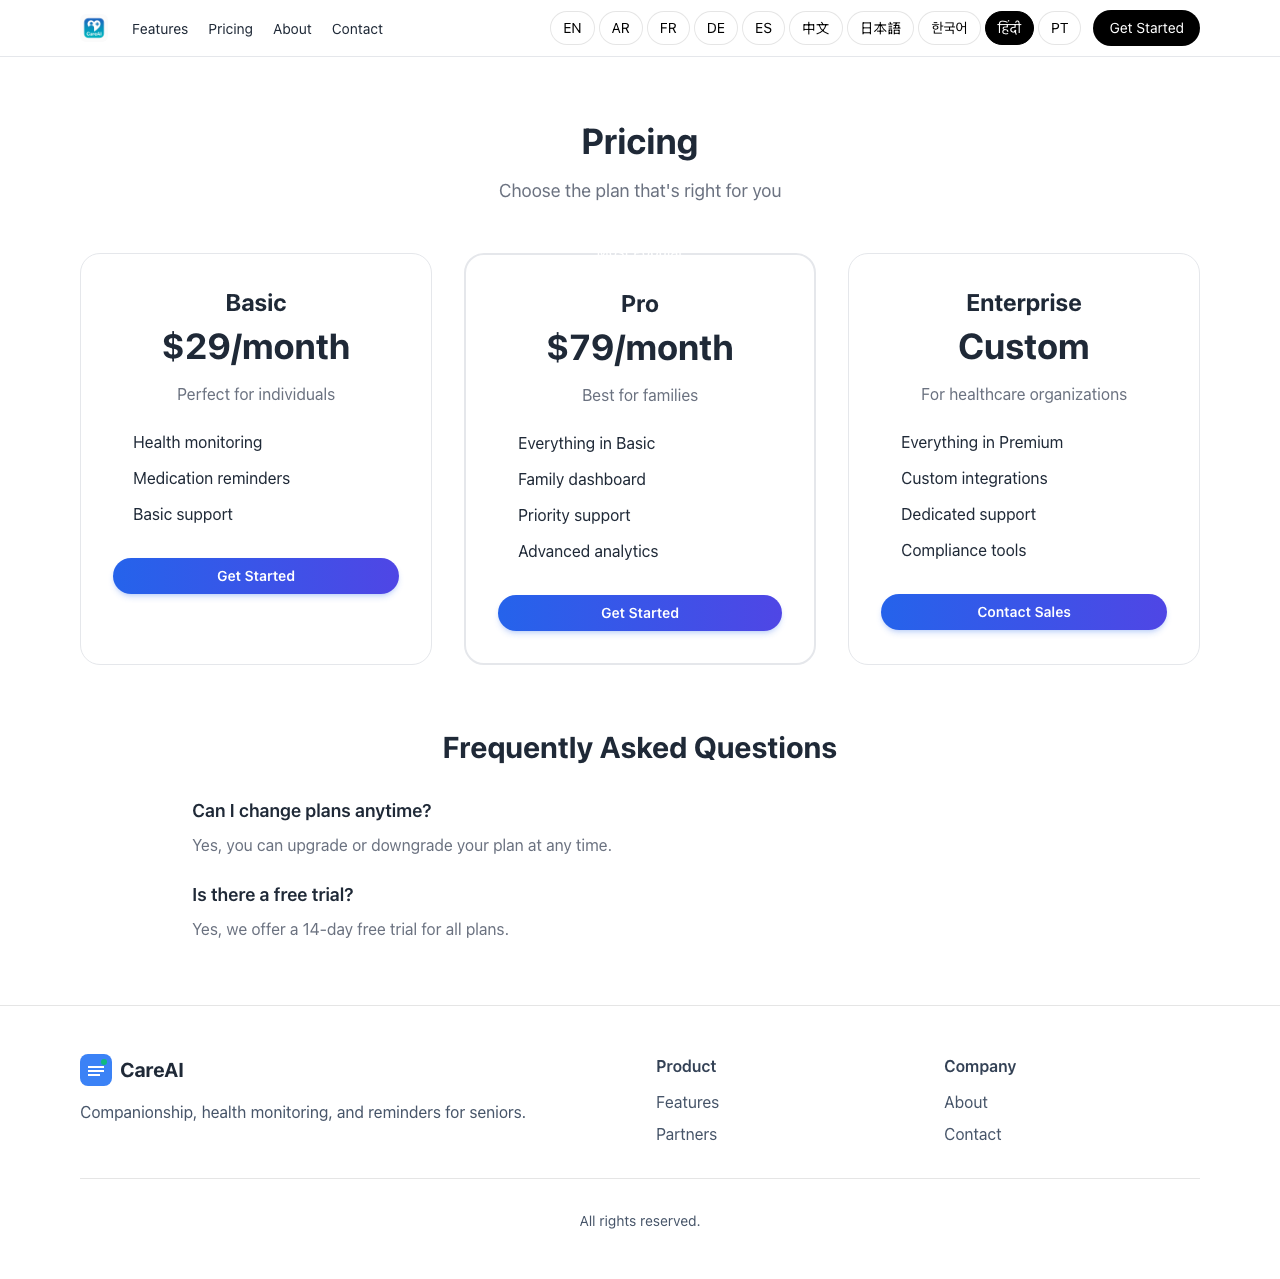 Features
Pricing
About
Contact
EN
AR
FR
DE
ES
中文
日本語
한국어
हिंदी
PT
Get Started
Pricing
Choose the plan that's right for you
Basic
$29/month
Perfect for individuals
Health monitoring
Medication reminders
Basic support
Get Started
Pro
$79/month
Best for families
Everything in Basic
Family dashboard
Priority support
Advanced analytics
Get Started
Enterprise
Custom
For healthcare organizations
Everything in Premium
Custom integrations
Dedicated support
Compliance tools
Contact Sales
Frequently Asked Questions
Can I change plans anytime?
Yes, you can upgrade or downgrade your plan at any time.
Is there a free trial?
Yes, we offer a 14-day free trial for all plans.
CareAI
Companionship, health monitoring, and reminders for seniors.
Product
Features
Partners
Company
About
Contact
All rights reserved.